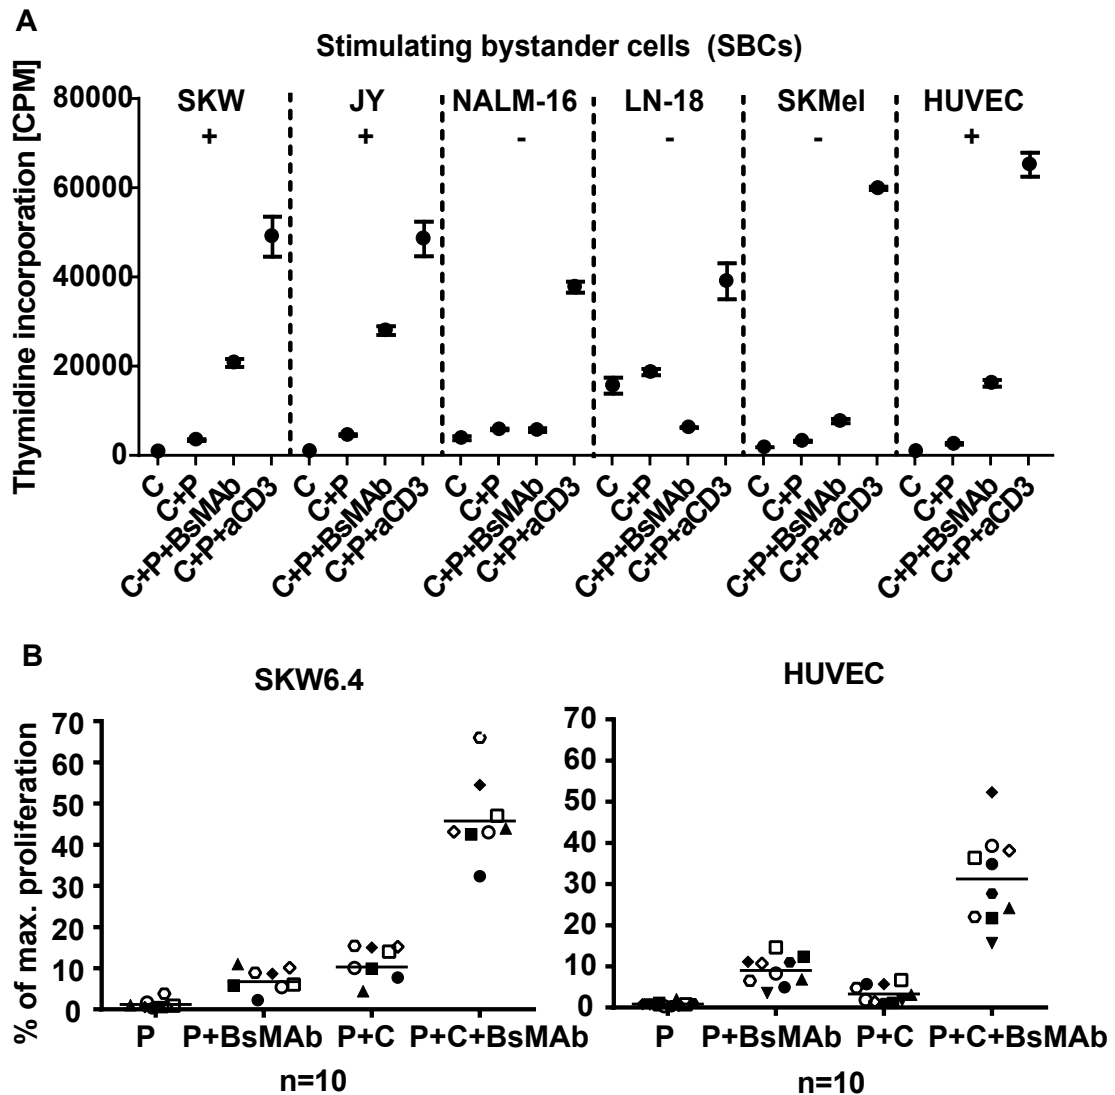 A
Stimulating bystander cells (SBCs)
Thymidine incorporation [CPM]
80000
60000
40000
20000
0
SKW JY NALM-16 LN-18 SKMel HUVEC
+ + - - - +
C C+P C+P+BsMAb C+P+aCD3 C C+P C+P+BsMAb C+P+aCD3 C C+P C+P+BsMAb C+P+aCD3 C C+P C+P+BsMAb C+P+aCD3 C C+P C+P+BsMAb C+P+aCD3 C C+P C+P+BsMAb C+P+aCD3
B
SKW6.4
% of max. proliferation
70
60
50
40
30
20
10
0
P P+BsMAb P+C P+C+BsMAb
n=10
HUVEC
70
60
50
40
30
20
10
0
P P+BsMAb P+C P+C+BsMAb
n=10